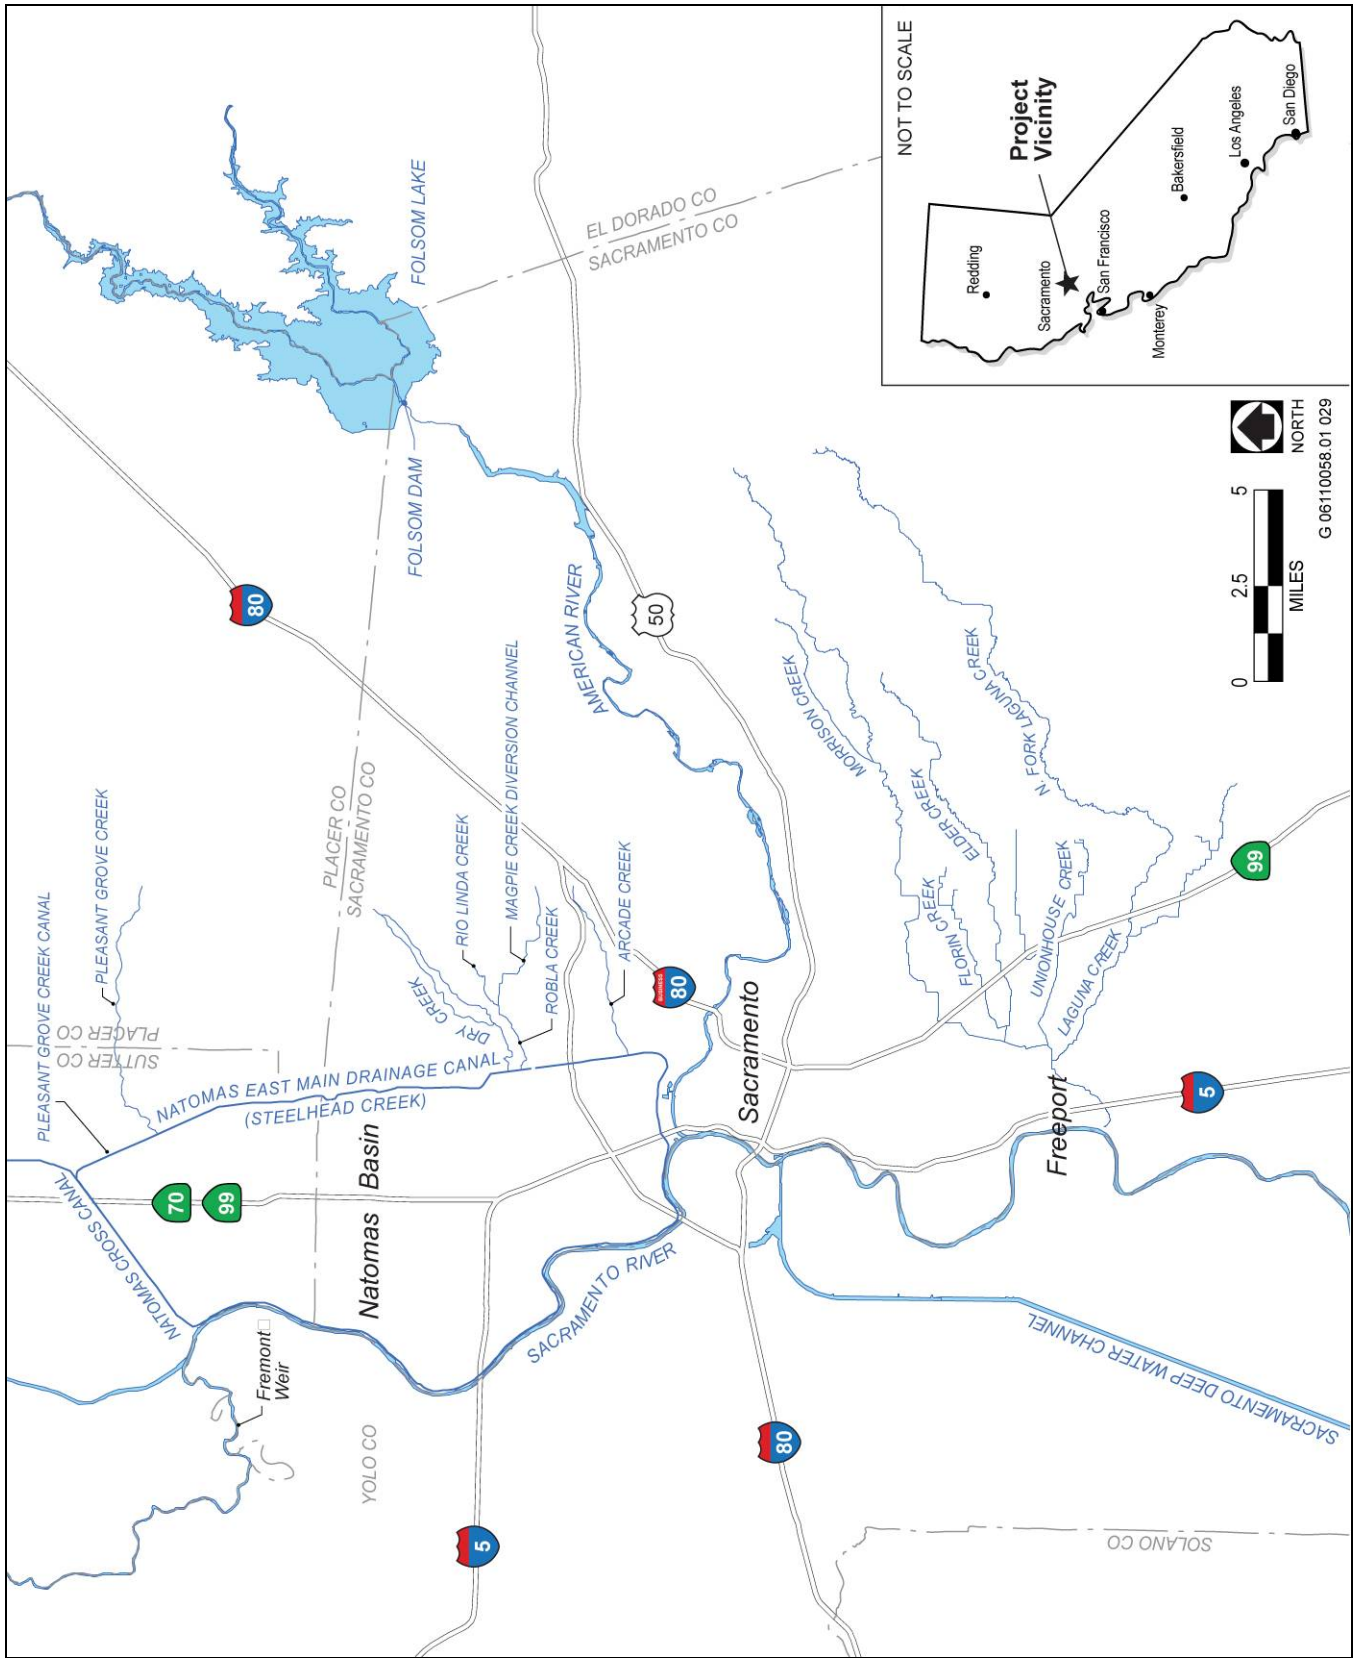 PLEASANT GROVE CREEK CANAL
PLEASANT GROVE CREEK
SUTTER CO
PLACER CO
NATOMAS CROSS CANAL
70
99
NATOMAS EAST MAIN DRAINAGE CANAL
(STEELHEAD CREEK)
Natomas Basin
Fremont
Weir
YOLO CO
5
SACRAMENTO RIVER
PLACER CO
SACRAMENTO CO
80
DRY CREEK
RIO LINDA CREEK
MAGPIE CREEK DIVERSION CHANNEL
ROBLA CREEK
ARCADE CREEK
BUSINESS
80
Sacramento
FOLSOM LAKE
FOLSOM DAM
AMERICAN RIVER
50
EL DORADO CO
SACRAMENTO CO
80
SACRAMENTO DEEP WATER CHANNEL
SOLANO CO
MORRISON CREEK
ELDER CREEK
FLORIN CREEK
UNIONHOUSE CREEK
N. FORK LAGUNA CREEK
LAGUNA CREEK
Freeport
5
99
NOT TO SCALE
Project
Vicinity
Redding
Sacramento
San Francisco
Monterey
Bakersfield
Los Angeles
San Diego
0 2.5 5
MILES
NORTH
G 06110058.01 029